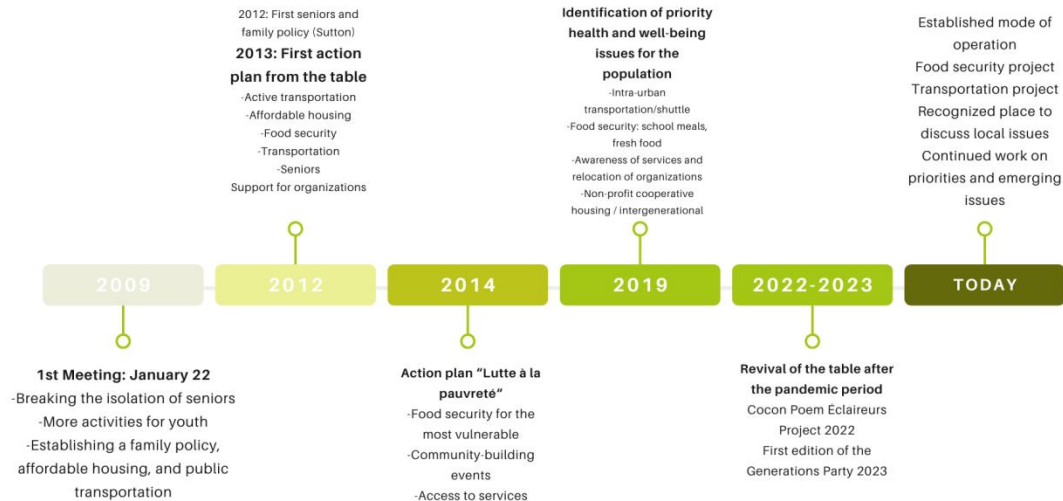 2012: First seniors and
family policy (Sutton)
2013: First action
plan from the table
-Active transportation
-Affordable housing
-Food security
-Transportation
-Seniors
Support for organizations
Identification of priority
health and well-being
issues for the
population
-Intra-urban
transportation/shuttle
-Food security: school meals,
fresh food
-Awareness of services and
relocation of organizations
-Non-profit cooperative
housing / intergenerational
Established mode of
operation
Food security project
Transportation project
Recognized place to
discuss local issues
Continued work on
priorities and emerging
issues
2009
2012
2014
2019
2022-2023
TODAY
1st Meeting: January 22
-Breaking the isolation of seniors
-More activities for youth
-Establishing a family policy,
affordable housing, and public
transportation
Action plan “Lutte à la
pauvreté“
-Food security for the
most vulnerable
-Community-building
events
-Access to services
Revival of the table after
the pandemic period
Cocon Poem Éclaireurs
Project 2022
First edition of the
Generations Party 2023